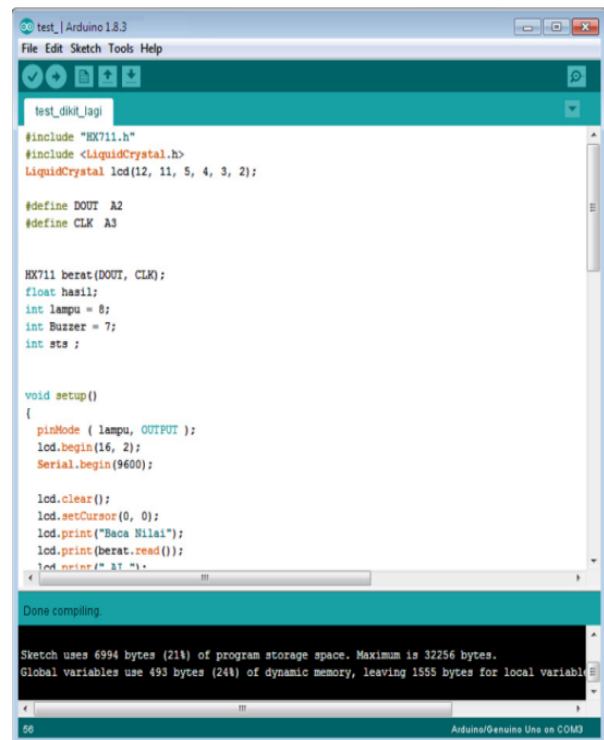 test_ | Arduino 1.8.3
File Edit Sketch Tools Help
test_dikit_lagi
#include "HX711.h"
#include <LiquidCrystal.h>
LiquidCrystal lcd(12, 11, 5, 4, 3, 2);
#define DOUT  A2
#define CLK  A3
HX711 berat(DOUT, CLK);
float hasil;
int lampu = 8;
int Buzzer = 7;
int sts ;
void setup()
{
  pinMode ( lampu, OUTPUT );
  lcd.begin(16, 2);
  Serial.begin(9600);
  lcd.clear();
  lcd.setCursor(0, 0);
  lcd.print("Baca Nilai");
  lcd.print(berat.read());
  lcd.print(" AI ");
Done compiling.
Sketch uses 6994 bytes (21%) of program storage space. Maximum is 32256 bytes.
Global variables use 493 bytes (24%) of dynamic memory, leaving 1555 bytes for local variable
56
Arduino/Genuino Uno on COM3